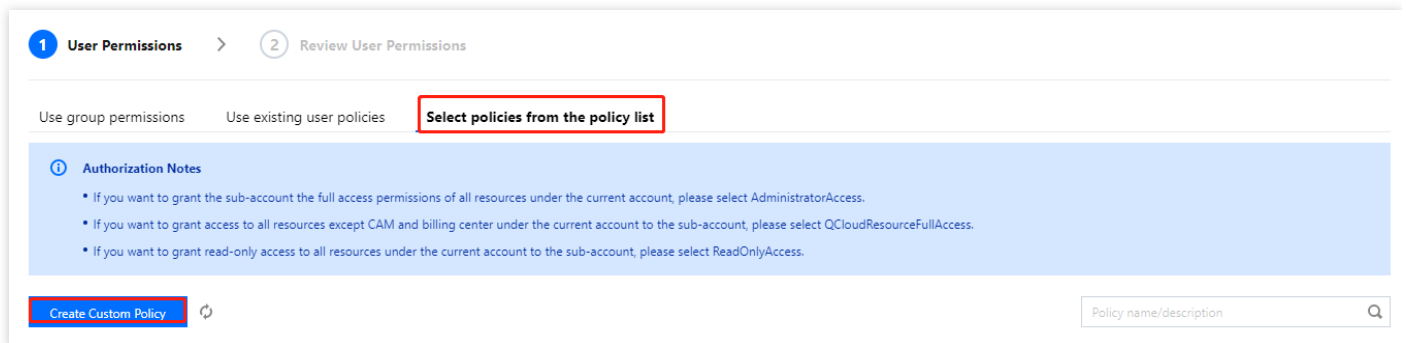 1 User Permissions > 2 Review User Permissions
Use group permissions Use existing user policies Select policies from the policy list
Authorization Notes
• If you want to grant the sub-account the full access permissions of all resources under the current account, please select AdministratorAccess.
• If you want to grant access to all resources except CAM and billing center under the current account to the sub-account, please select QCloudResourceFullAccess.
• If you want to grant read-only access to all resources under the current account to the sub-account, please select ReadOnlyAccess.
Create Custom Policy Policy name/description